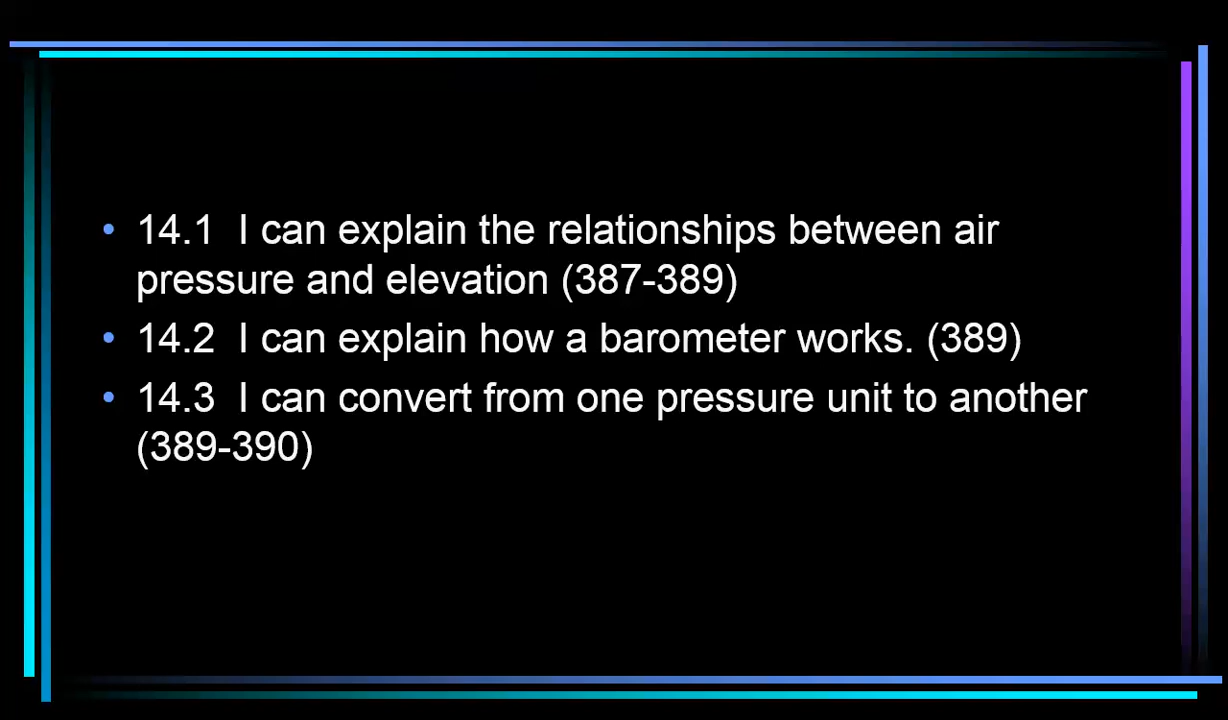 • 14.1  I can explain the relationships between air
pressure and elevation (387-389)
• 14.2  I can explain how a barometer works. (389)
• 14.3  I can convert from one pressure unit to another
(389-390)